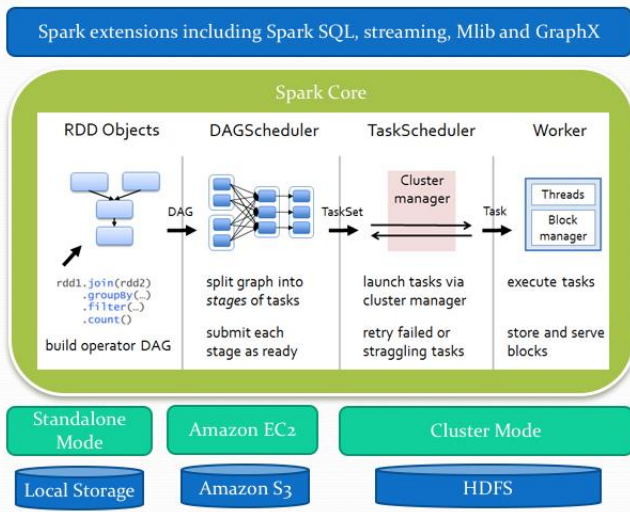 Spark extensions including Spark SQL, streaming, Mlib and GraphX
Spark Core
RDD Objects
DAGScheduler
TaskScheduler
Worker
Cluster
manager
Threads
Block
manager
DAG
TaskSet
Task
rdd1.join(rdd2)
.groupBy(…)
.filter(…)
.count()
build operator DAG
split graph into
stages of tasks
submit each
stage as ready
launch tasks via
cluster manager
retry failed or
straggling tasks
execute tasks
store and serve
blocks
Standalone
Mode
Amazon EC2
Cluster Mode
Local Storage
Amazon S3
HDFS